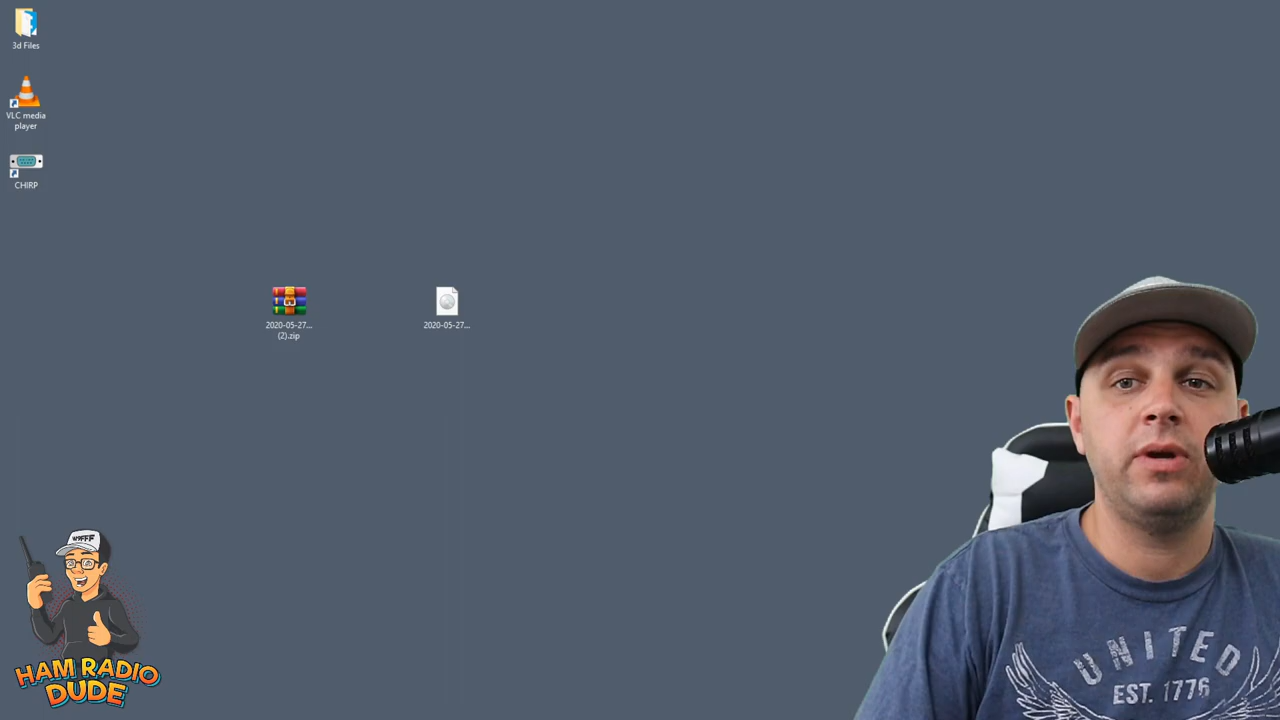 3d Files
VLC media
player
CHIRP
2020-05-27...
(2).zip
2020-05-27...
W9FFF
HAM RADIO
DUDE
UNITED
EST. 1776